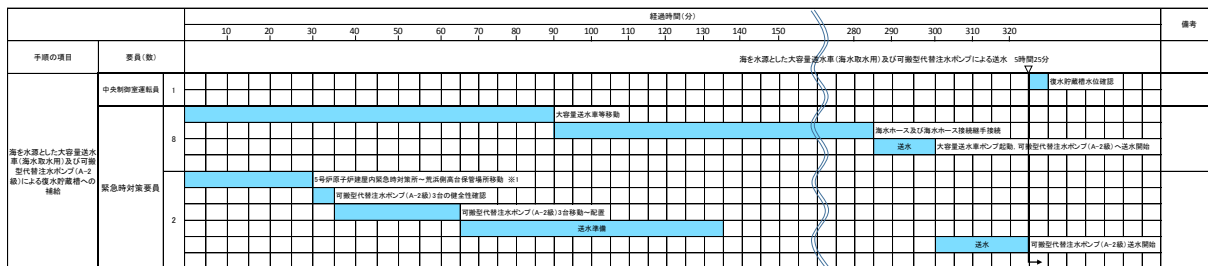 経過時間(分)
備考
10 20 30 40 50 60 70 80 90 100 110 120 130 140 150 280 290 300 310 320
手順の項目
要員(数)
海を水源とした大容量送水車(海水取水用)及び可搬型代替注水ポンプによる送水 5時間25分
海を水源とした大容量送水
車(海水取水用)及び可搬
型代替注水ポンプ(A-2
級)による復水貯蔵槽への
補給
中央制御室運転員
1
復水貯蔵槽水位確認
緊急時対策要員
8
大容量送水車等移動
海水ホース及び海水ホース接続継手接続
送水
大容量送水車ポンプ起動、可搬型代替注水ポンプ(A-2級)へ送水開始
2
5号炉原子炉建屋内緊急時対策所~荒浜側高台保管場所移動 ※1
可搬型代替注水ポンプ(A-2級)3台の健全性確認
可搬型代替注水ポンプ(A-2級)3台移動~配置
送水準備
送水
可搬型代替注水ポンプ(A-2級)送水開始